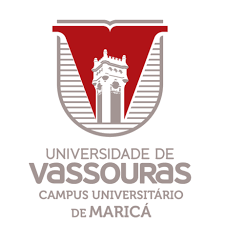 UNIVERSIDADE DE
VASSOURAS
CAMPUS UNIVERSITÁRIO
DE MARICÁ